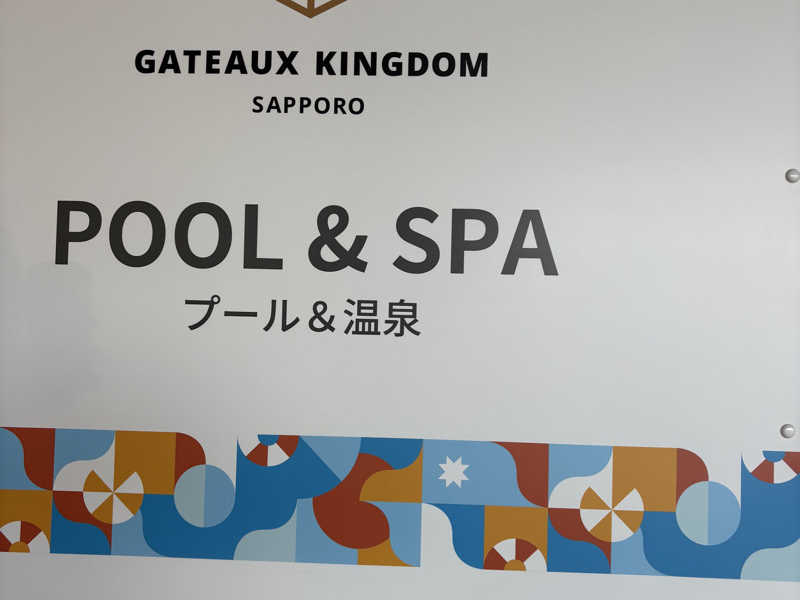 GATEAUX KINGDOM
SAPPORO
POOL & SPA
プール&温泉